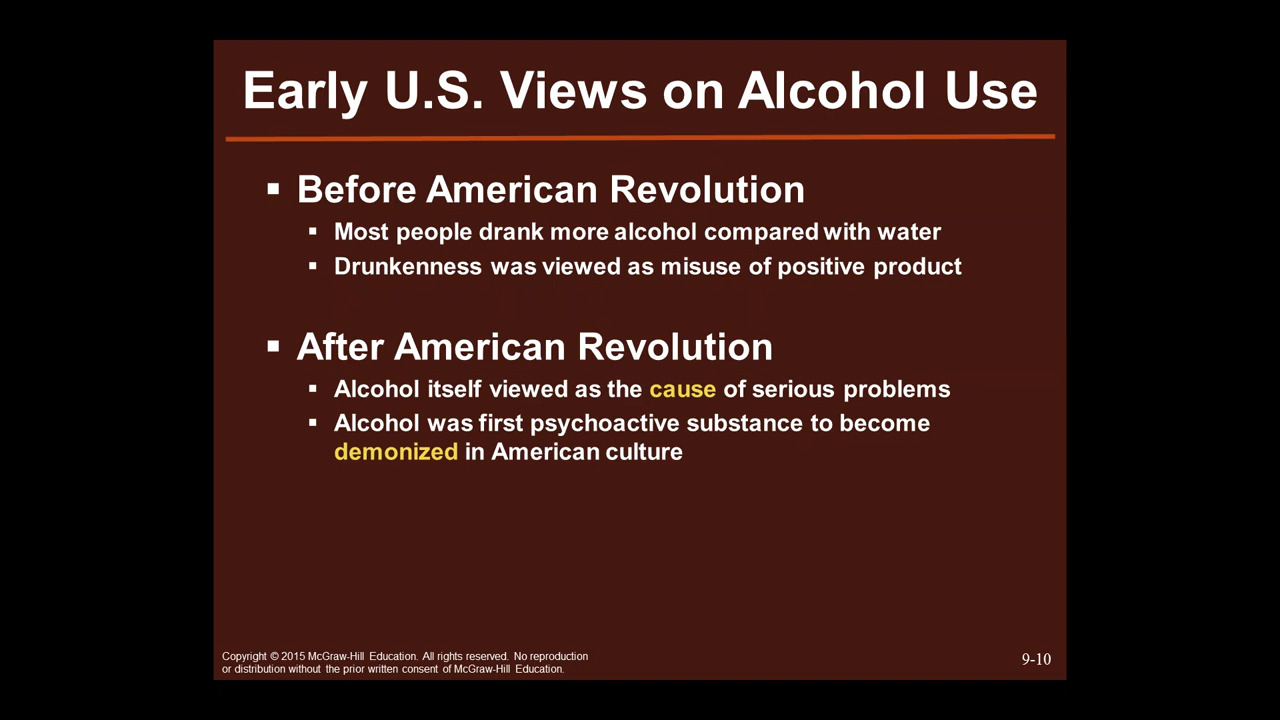 Early U.S. Views on Alcohol Use
▪ Before American Revolution
▪ Most people drank more alcohol compared with water
▪ Drunkenness was viewed as misuse of positive product
▪ After American Revolution
▪ Alcohol itself viewed as the cause of serious problems
▪ Alcohol was first psychoactive substance to become
demonized in American culture
Copyright © 2015 McGraw-Hill Education. All rights reserved. No reproduction
or distribution without the prior written consent of McGraw-Hill Education.
9-10